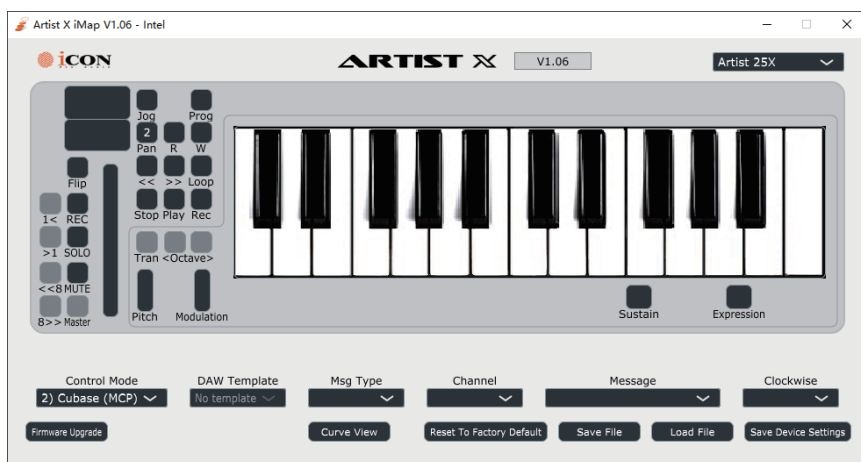 Artist X iMap V1.06 - Intel
icon
ARTIST X
V1.06
Artist 25X
Jog
Prog
2
Pan R W
Flip
<< >> Loop
1< REC
Stop Play Rec
>1 SOLO
Tran <Octave>
<<8 MUTE
8>> Master
Pitch
Modulation
Sustain
Expression
Control Mode
DAW Template
Msg Type
Channel
Message
Clockwise
2) Cubase (MCP)
No template
Firmware Upgrade
Curve View
Reset To Factory Default
Save File
Load File
Save Device Settings